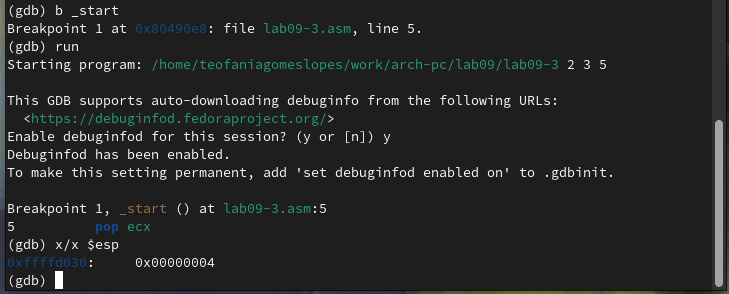 (gdb) b _start
Breakpoint 1 at 0x80490e8: file lab09-3.asm, line 5.
(gdb) run
Starting program: /home/teofaniagomeslopes/work/arch-pc/lab09/lab09-3 2 3 5

This GDB supports auto-downloading debuginfo from the following URLs:
  <https://debuginfod.fedoraproject.org/>
Enable debuginfod for this session? (y or [n]) y
Debuginfod has been enabled.
To make this setting permanent, add 'set debuginfod enabled on' to .gdbinit.

Breakpoint 1, _start () at lab09-3.asm:5
5          pop ecx
(gdb) x/x $esp
0xffffd030:     0x00000004
(gdb)